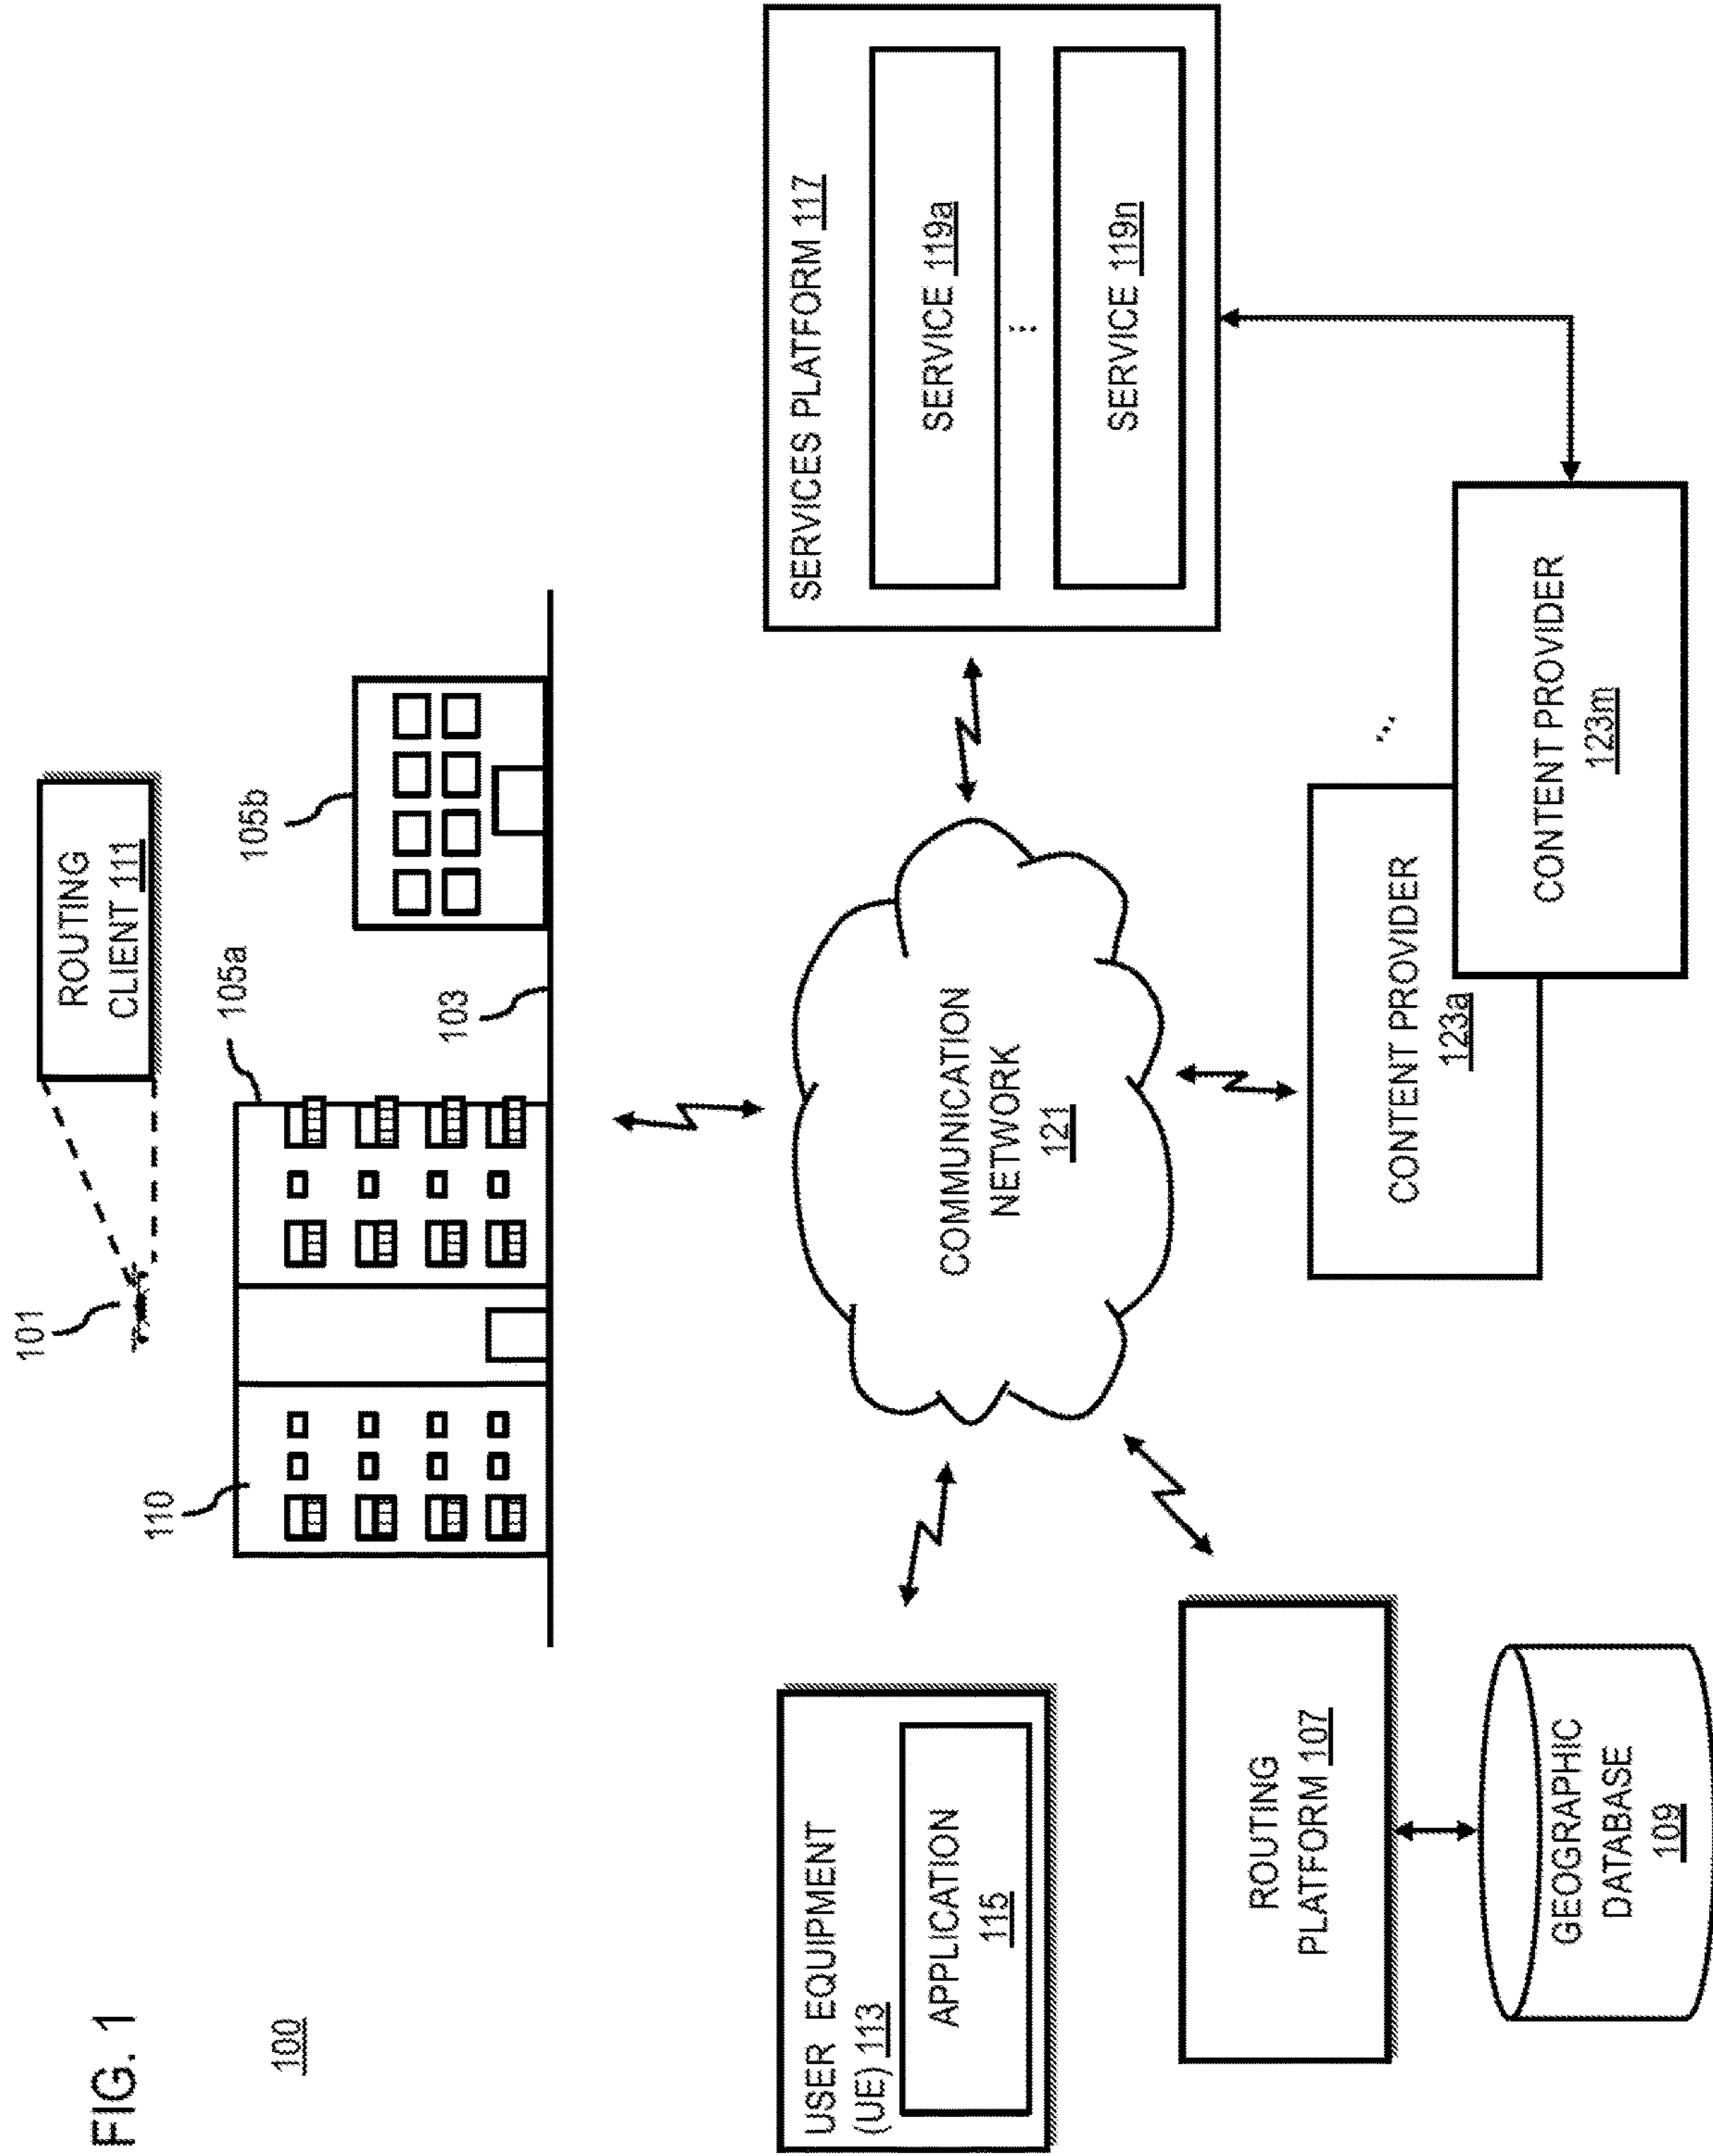 FIG. 1
100
101
ROUTING
CLIENT 111
110
105a
105b
103
USER EQUIPMENT
(UE) 113
APPLICATION
115
COMMUNICATION
NETWORK
121
SERVICES PLATFORM 117
SERVICE 119a
...
SERVICE 119n
ROUTING
PLATFORM 107
GEOGRAPHIC
DATABASE
109
CONTENT PROVIDER
123a
...
CONTENT PROVIDER
123m